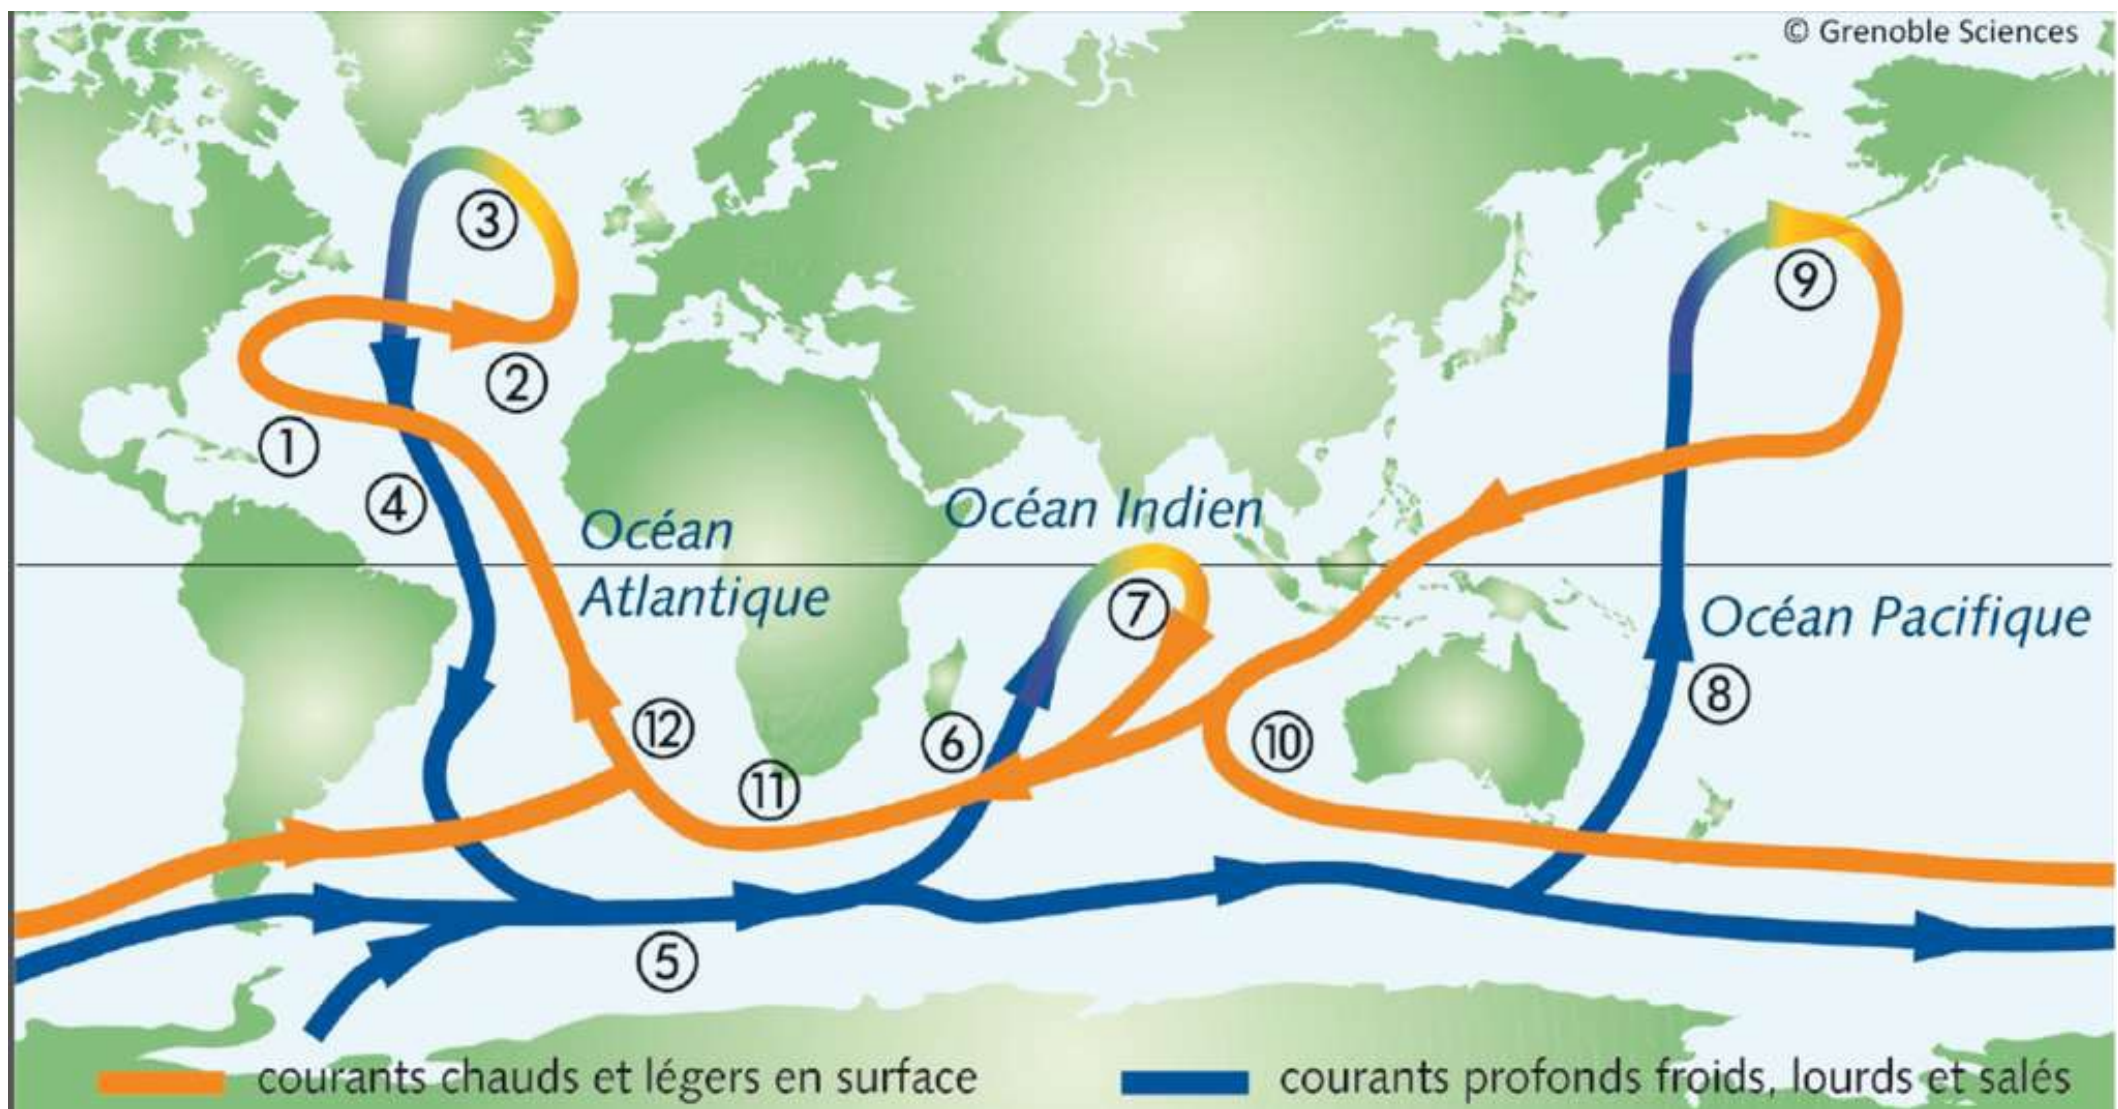 © Grenoble Sciences
③
⑨
②
①
④
Océan Indien
Océan
Atlantique
⑦
Océan Pacifique
⑧
⑫
⑥
⑩
⑪
⑤
courants chauds et légers en surface
courants profonds froids, lourds et salés